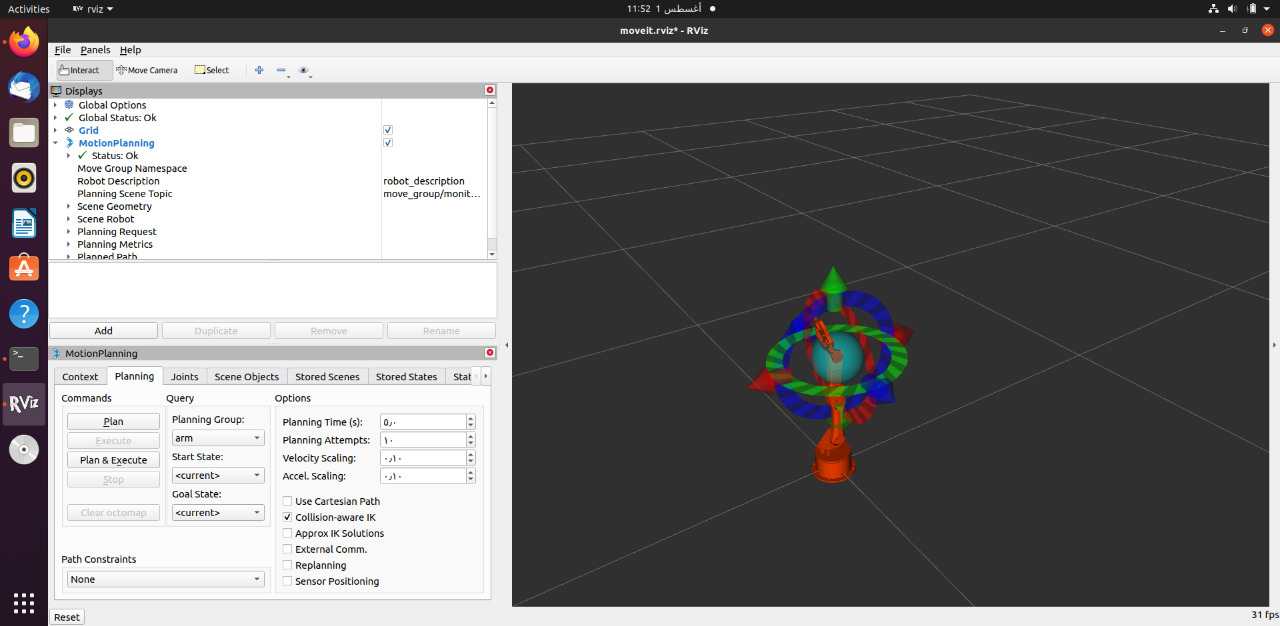 Activities
rviz
11:52 1 أغسطس
moveit.rviz* - RViz
File Panels Help
Interact Move Camera Select
Displays
Global Options
Global Status: Ok
Grid
MotionPlanning
Status: Ok
Move Group Namespace
Robot Description robot_description
Planning Scene Topic move_group/monit...
Scene Geometry
Scene Robot
Planning Request
Planning Metrics
Planned Path
Add Duplicate Remove Rename
MotionPlanning
Context Planning Joints Scene Objects Stored Scenes Stored States Stat
Commands Query Options
Plan
Execute
Plan & Execute
Stop
Clear octomap
Planning Group:
arm
Start State:
<current>
Goal State:
<current>
Planning Time (s): ٥٫٠
Planning Attempts: ١٠
Velocity Scaling: ٠٫١٠
Accel. Scaling: ٠٫١٠
Use Cartesian Path
Collision-aware IK
Approx IK Solutions
External Comm.
Replanning
Sensor Positioning
Path Constraints
None
Reset
31 fps
RViz